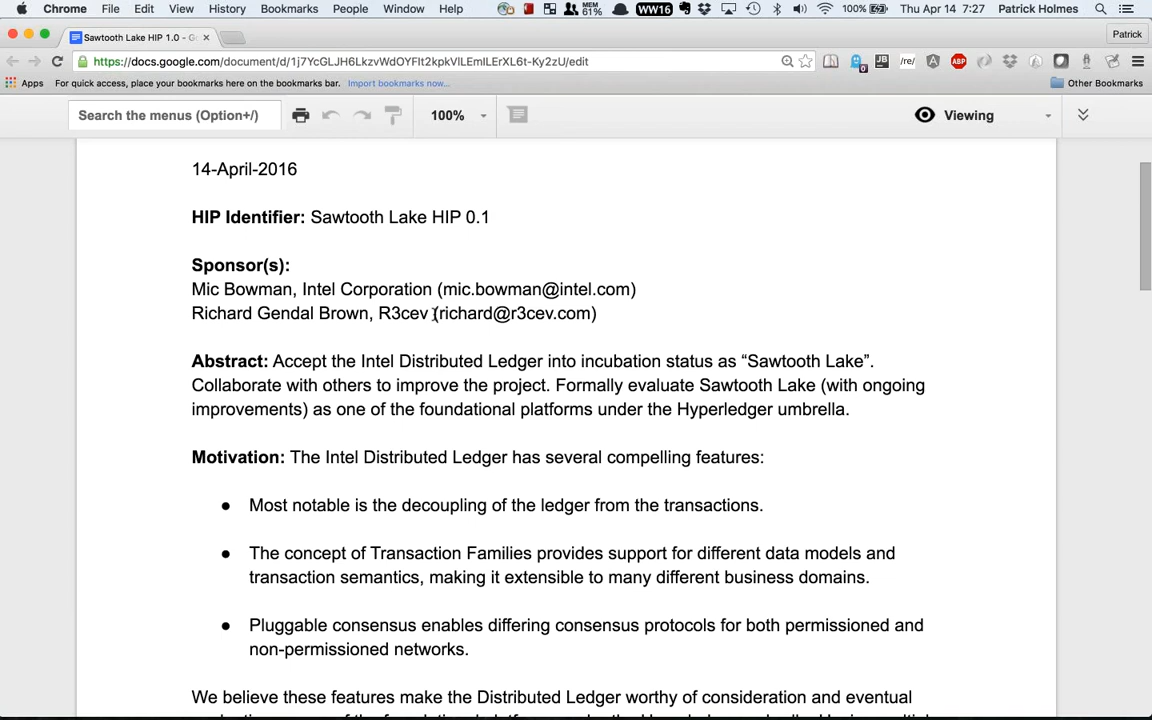 Chrome File Edit View History Bookmarks People Window Help MEM 61% WW16 100% Thu Apr 14 7:27 Patrick Holmes
Sawtooth Lake HIP 1.0 - G Patrick
https://docs.google.com/document/d/1j7YcGLJH6LkzvWdOYFIt2kpkVlLEmILErXL6t-Ky2zU/edit 0 JB /re/ ABP
Apps For quick access, place your bookmarks here on the bookmarks bar. Import bookmarks now... Other Bookmarks
Search the menus (Option+/) 100% Viewing
14-April-2016
HIP Identifier: Sawtooth Lake HIP 0.1
Sponsor(s):
Mic Bowman, Intel Corporation (mic.bowman@intel.com)
Richard Gendal Brown, R3cev (richard@r3cev.com)
Abstract: Accept the Intel Distributed Ledger into incubation status as “Sawtooth Lake”.
Collaborate with others to improve the project. Formally evaluate Sawtooth Lake (with ongoing
improvements) as one of the foundational platforms under the Hyperledger umbrella.
Motivation: The Intel Distributed Ledger has several compelling features:
● Most notable is the decoupling of the ledger from the transactions.
● The concept of Transaction Families provides support for different data models and
transaction semantics, making it extensible to many different business domains.
● Pluggable consensus enables differing consensus protocols for both permissioned and
non-permissioned networks.
We believe these features make the Distributed Ledger worthy of consideration and eventual